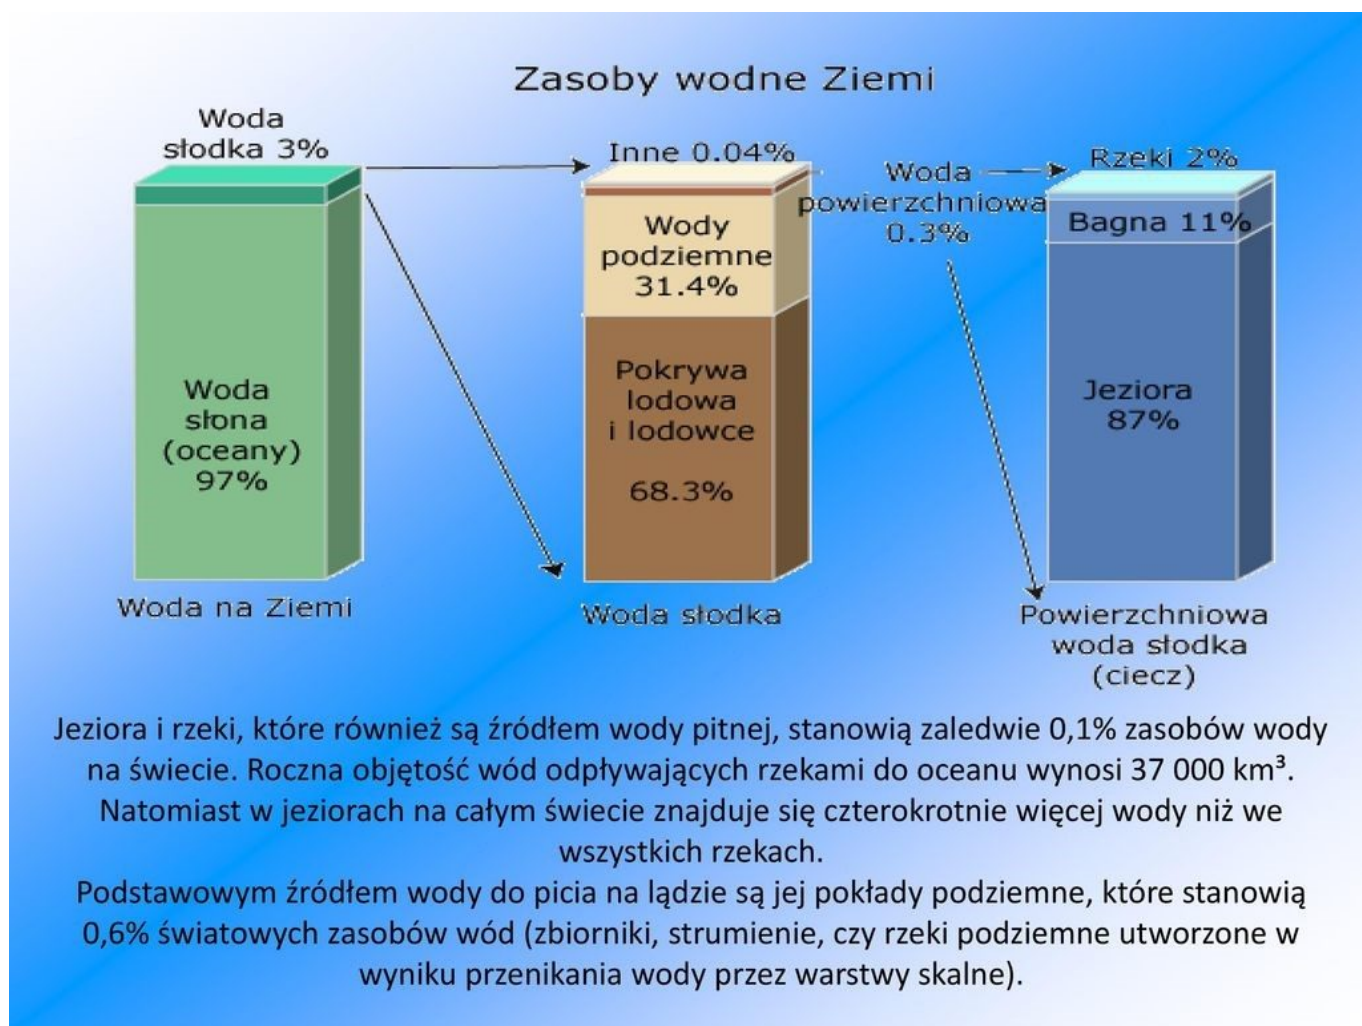 Zasoby wodne Ziemi
Woda
słodka 3%
Woda
słona
(oceany)
97%
Woda na Ziemi
Inne 0.04%
Wody
podziemne
31.4%
Pokrywa
lodowa
i lodowce
68.3%
Woda słodka
Woda
powierzchniowa
0.3%
Rzeki 2%
Bagna 11%
Jeziora
87%
Powierzchniowa
woda słodka
(ciecz)
Jeziora i rzeki, które również są źródłem wody pitnej, stanowią zaledwie 0,1% zasobów wody
na świecie. Roczna objętość wód odpływających rzekami do oceanu wynosi 37 000 km³.
Natomiast w jeziorach na całym świecie znajduje się czterokrotnie więcej wody niż we
wszystkich rzekach.
Podstawowym źródłem wody do picia na lądzie są jej pokłady podziemne, które stanowią
0,6% światowych zasobów wód (zbiorniki, strumienie, czy rzeki podziemne utworzone w
wyniku przenikania wody przez warstwy skalne).